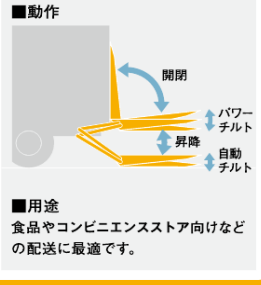 ■動作
開閉
パワー
チルト
昇降
自動
チルト
■用途
食品やコンビニエンスストア向けなど
の配送に最適です。